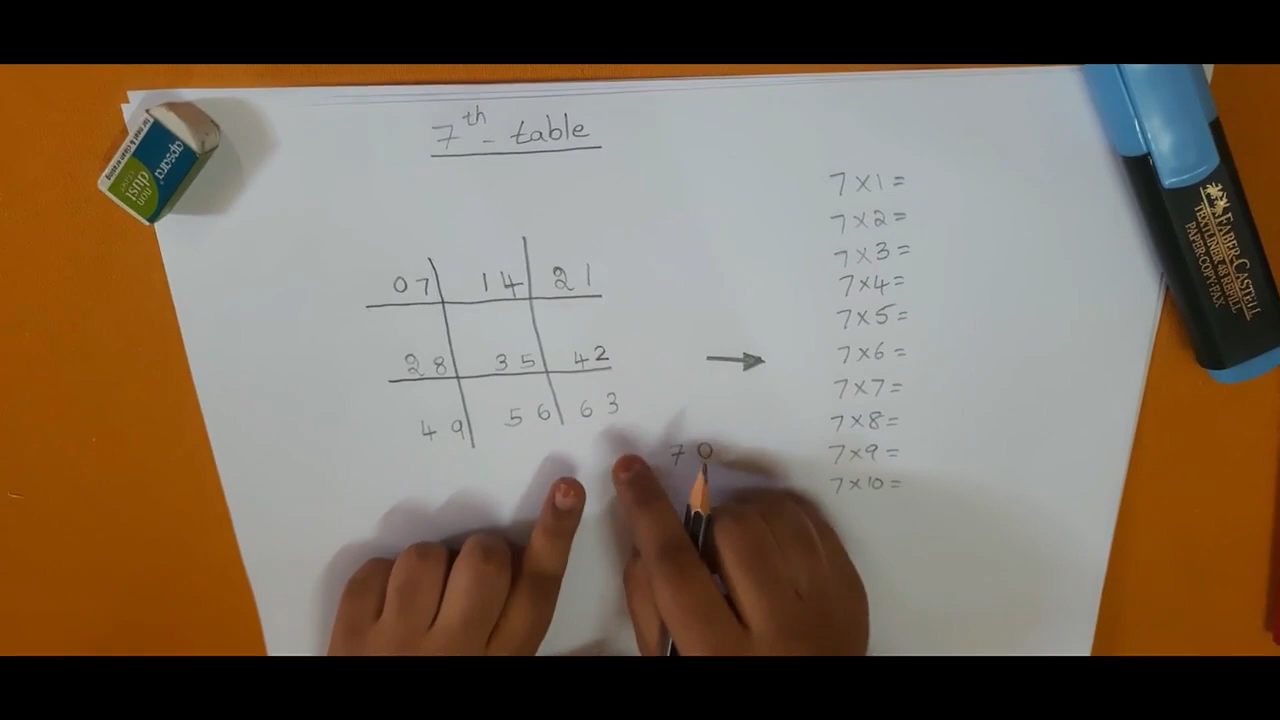 7th - table
07 14 21
28 35 42
49 56 63
70
7×1=
7×2=
7×3=
7×4=
7×5=
7×6=
7×7=
7×8=
7×9=
7×10=
apsara
non
dust
FABER-CASTELL
TEXTLINER 48 REFILL
PAPER·COPY·FAX